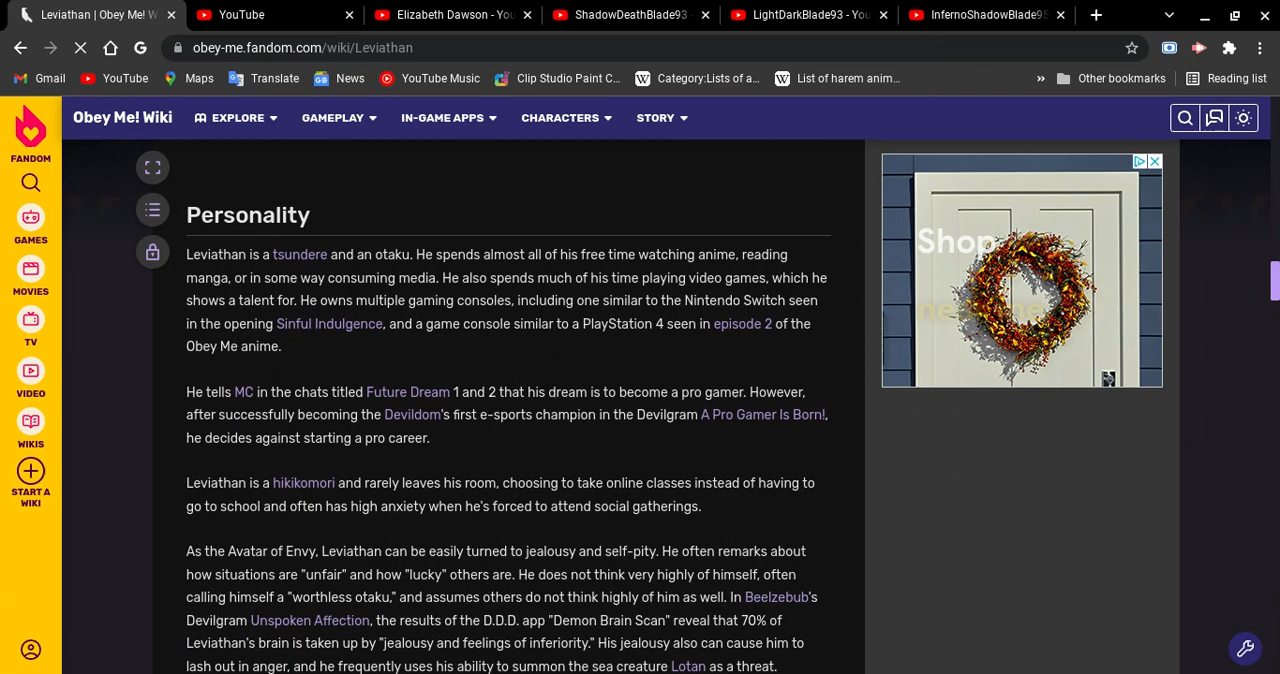 Leviathan | Obey Me! W
YouTube
Elizabeth Dawson - You
ShadowDeathBlade93 -
LightDarkBlade93 - You
InfernoShadowBlade95
obey-me.fandom.com/wiki/Leviathan
Gmail
YouTube
Maps
Translate
News
YouTube Music
Clip Studio Paint C...
Category:Lists of a...
List of harem anim...
Other bookmarks
Reading list
FANDOM
GAMES
MOVIES
TV
VIDEO
WIKIS
START A
WIKI
Obey Me! Wiki
EXPLORE
GAMEPLAY
IN-GAME APPS
CHARACTERS
STORY
Personality
Leviathan is a tsundere and an otaku. He spends almost all of his free time watching anime, reading
manga, or in some way consuming media. He also spends much of his time playing video games, which he
shows a talent for. He owns multiple gaming consoles, including one similar to the Nintendo Switch seen
in the opening Sinful Indulgence, and a game console similar to a PlayStation 4 seen in episode 2 of the
Obey Me anime.
He tells MC in the chats titled Future Dream 1 and 2 that his dream is to become a pro gamer. However,
after successfully becoming the Devildom's first e-sports champion in the Devilgram A Pro Gamer Is Born!,
he decides against starting a pro career.
Leviathan is a hikikomori and rarely leaves his room, choosing to take online classes instead of having to
go to school and often has high anxiety when he's forced to attend social gatherings.
As the Avatar of Envy, Leviathan can be easily turned to jealousy and self-pity. He often remarks about
how situations are "unfair" and how "lucky" others are. He does not think very highly of himself, often
calling himself a "worthless otaku," and assumes others do not think highly of him as well. In Beelzebub's
Devilgram Unspoken Affection, the results of the D.D.D. app "Demon Brain Scan" reveal that 70% of
Leviathan's brain is taken up by "jealousy and feelings of inferiority." His jealousy also can cause him to
lash out in anger, and he frequently uses his ability to summon the sea creature Lotan as a threat.
Shop